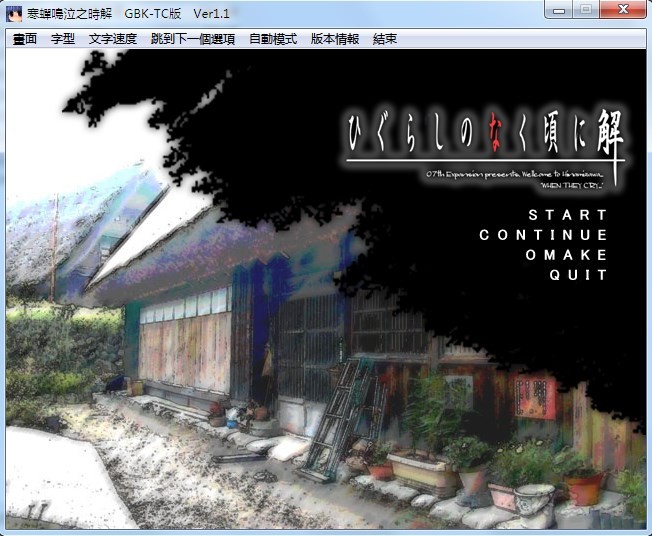 寒蟬鳴泣之時解 GBK-TC版 Ver1.1
畫面 字型 文字速度 跳到下一個選項 自動模式 版本情報 結束
ひぐらしのなく頃に解
07th Expansion presents. Wellcome to Hinamizawa...
"WHEN THEY CRY..."
START
CONTINUE
OMAKE
QUIT